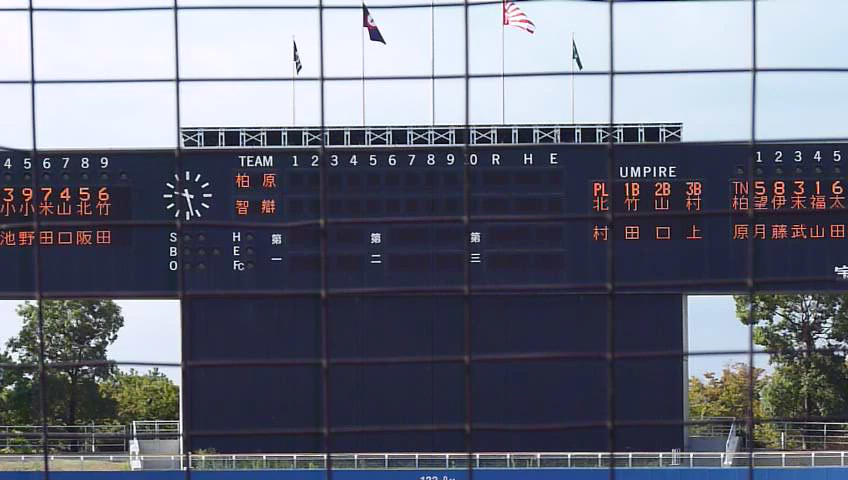 4 5 6 7 8 9
3 9 7 4 5 6
小 小 米 山 北 竹
池 野 田 口 阪 田
TEAM 1 2 3 4 5 6 7 8 9 0 R H E
柏 原
智 辯
S H 第 第 第
B E 一 二 三
O Fc
UMPIRE
PL 1B 2B 3B
北 竹 山 村
村 田 口 上
1 2 3 4 5
TN 5 8 3 1 6
柏 望 伊 末 福 太
原 月 藤 武 山 田